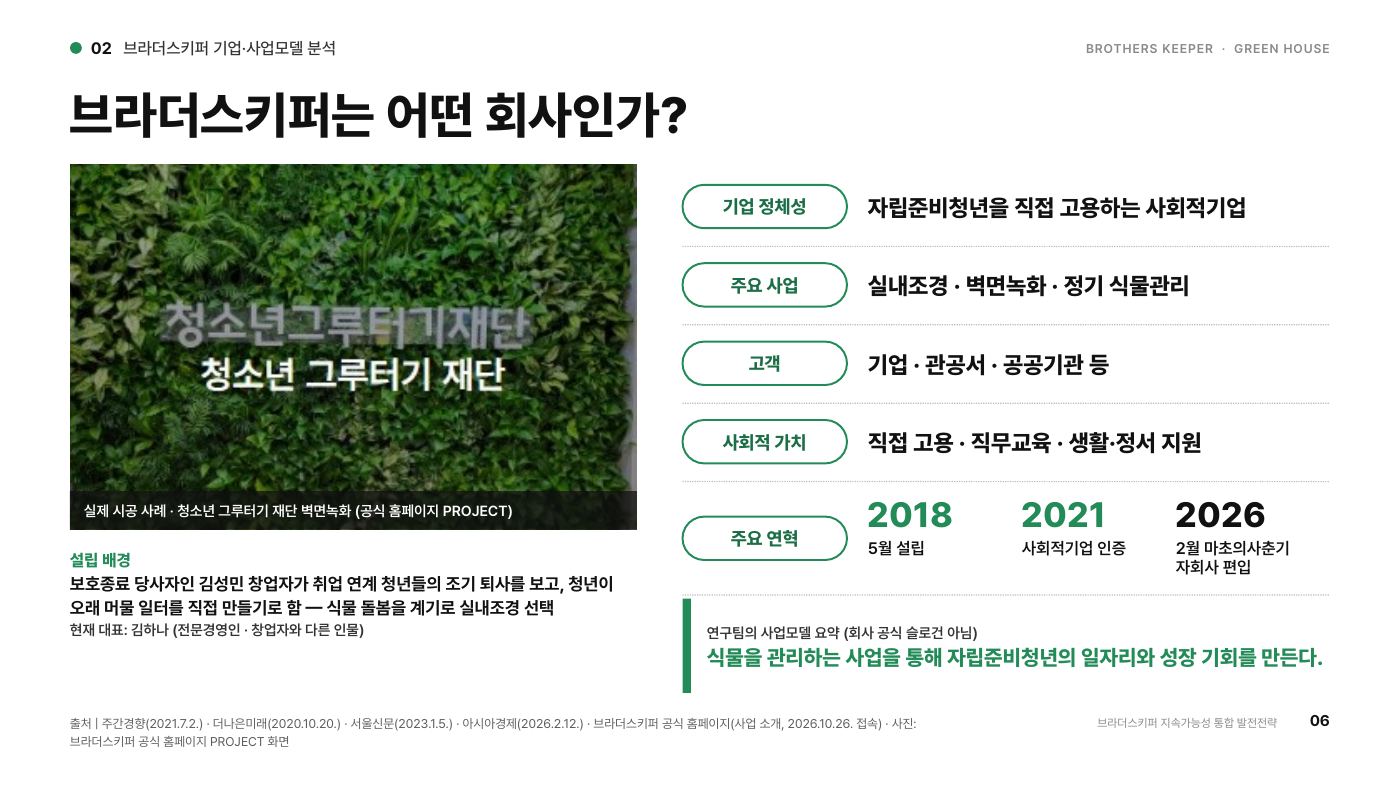 02 브라더스키퍼 기업·사업모델 분석
BROTHERS KEEPER · GREEN HOUSE
브라더스키퍼는 어떤 회사인가?
청소년그루터기재단
청소년 그루터기 재단
실제 시공 사례 · 청소년 그루터기 재단 벽면녹화 (공식 홈페이지 PROJECT)
설립 배경
보호종료 당사자인 김성민 창업자가 취업 연계 청년들의 조기 퇴사를 보고, 청년이
오래 머물 일터를 직접 만들기로 함 — 식물 돌봄을 계기로 실내조경 선택
현재 대표: 김하나 (전문경영인 · 창업자와 다른 인물)
기업 정체성
자립준비청년을 직접 고용하는 사회적기업
주요 사업
실내조경 · 벽면녹화 · 정기 식물관리
고객
기업 · 관공서 · 공공기관 등
사회적 가치
직접 고용 · 직무교육 · 생활·정서 지원
주요 연혁
2018
5월 설립
2021
사회적기업 인증
2026
2월 마초의사춘기
자회사 편입
연구팀의 사업모델 요약 (회사 공식 슬로건 아님)
식물을 관리하는 사업을 통해 자립준비청년의 일자리와 성장 기회를 만든다.
출처 | 주간경향(2021.7.2.) · 더나은미래(2020.10.20.) · 서울신문(2023.1.5.) · 아시아경제(2026.2.12.) · 브라더스키퍼 공식 홈페이지(사업 소개, 2026.10.26. 접속) · 사진:
브라더스키퍼 공식 홈페이지 PROJECT 화면
브라더스키퍼 지속가능성 통합 발전전략
06